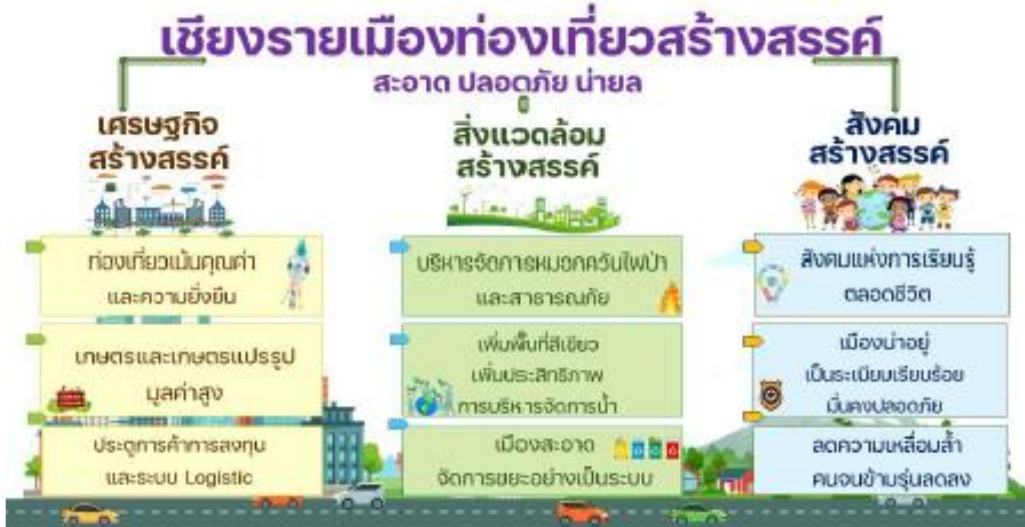 เชียงรายเมืองท่องเที่ยวสร้างสรรค์
สะอาด ปลอดภัย น่ายล
เศรษฐกิจ
สร้างสรรค์
ท่องเที่ยวเน้นคุณค่า
และความยั่งยืน
เกษตรและเกษตรแปรรูป
มูลค่าสูง
ประตูการค้าการลงทุน
และระบบ Logistic
สิ่งแวดล้อม
สร้างสรรค์
บริหารจัดการหมอกควันไฟป่า
และสาธารณภัย
เพิ่มพื้นที่สีเขียว
เพิ่มประสิทธิภาพ
การบริหารจัดการน้ำ
เมืองสะอาด
จัดการขยะอย่างเป็นระบบ
สังคม
สร้างสรรค์
สังคมแห่งการเรียนรู้
ตลอดชีวิต
เมืองน่าอยู่
เป็นระเบียบเรียบร้อย
มั่นคงปลอดภัย
ลดความเหลื่อมล้ำ
คนจนข้ามรุ่นลดลง